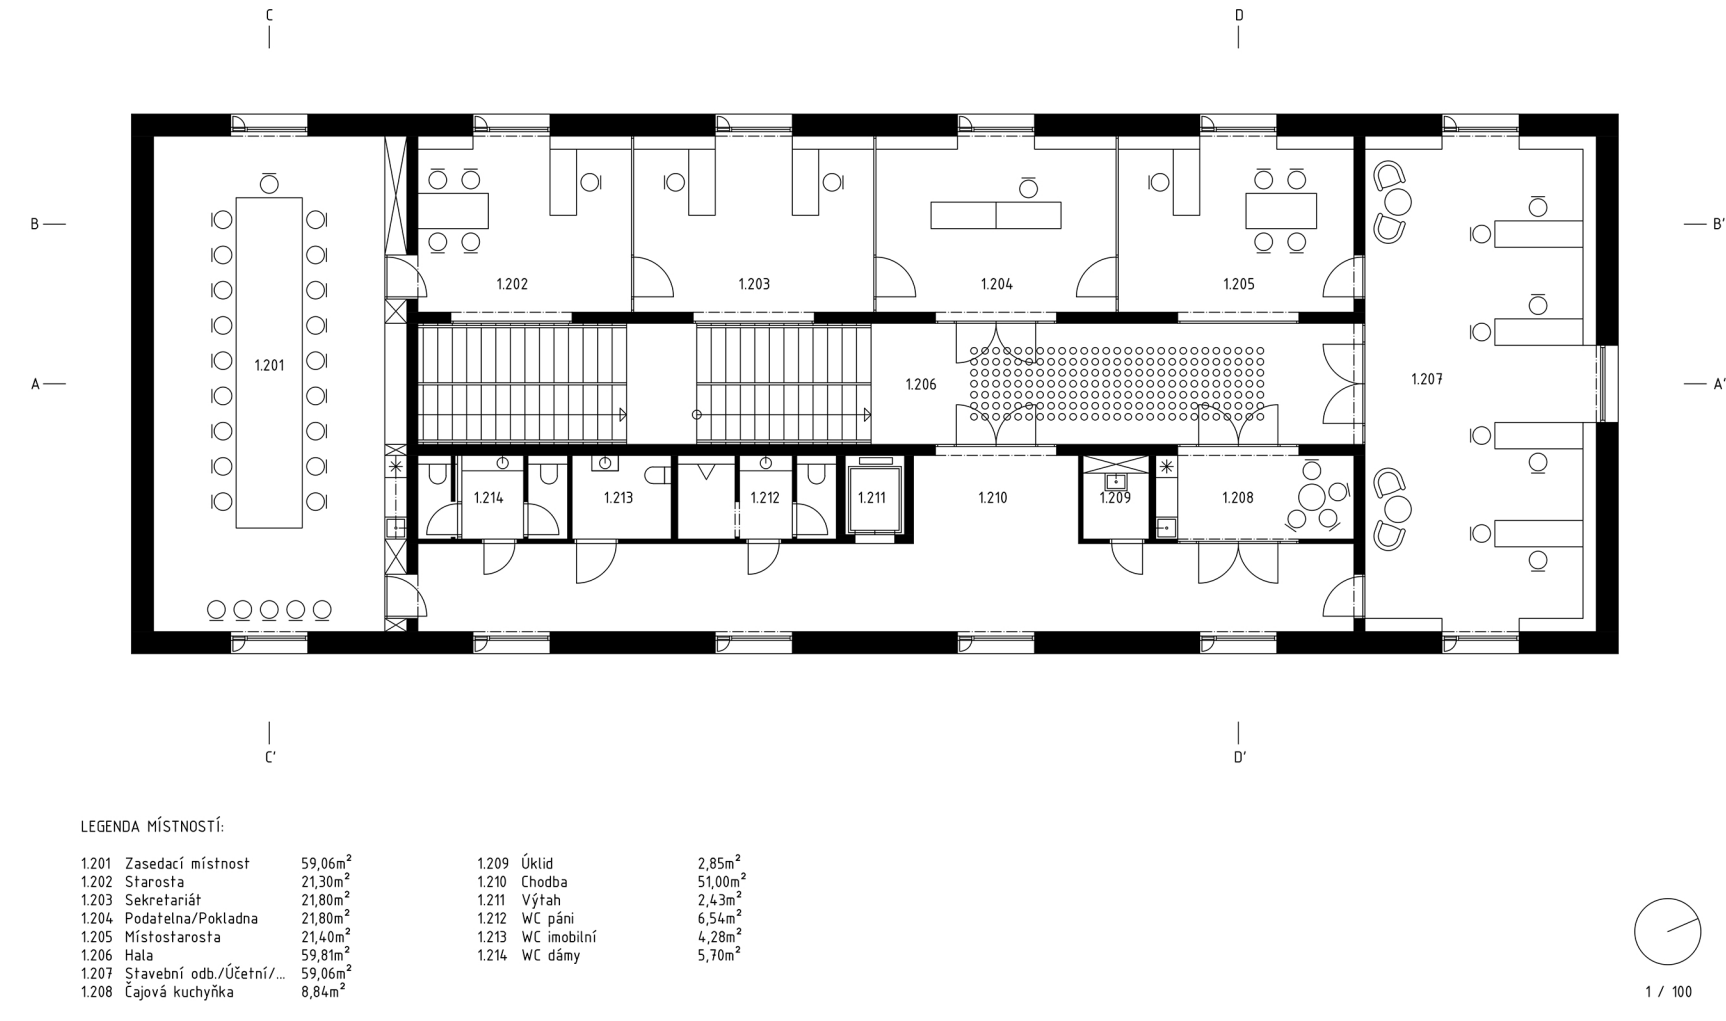 C
D
B
B'
1.202
1.203
1.204
1.205
1.201
1.207
A
1.206
A'
1.214
1.213
1.212
1.211
1.210
1.209
1.208
C'
D'
LEGENDA MÍSTNOSTÍ:
1.201 Zasedací místnost 59,06m²
1.202 Starosta 21,30m²
1.203 Sekretariát 21,80m²
1.204 Podatelna/Pokladna 21,80m²
1.205 Místostarosta 21,40m²
1.206 Hala 59,81m²
1.207 Stavební odb./Účetní/... 59,06m²
1.208 Čajová kuchyňka 8,84m²
1.209 Úklid 2,85m²
1.210 Chodba 51,00m²
1.211 Výtah 2,43m²
1.212 WC páni 6,54m²
1.213 WC imobilní 4,28m²
1.214 WC dámy 5,70m²
1 / 100